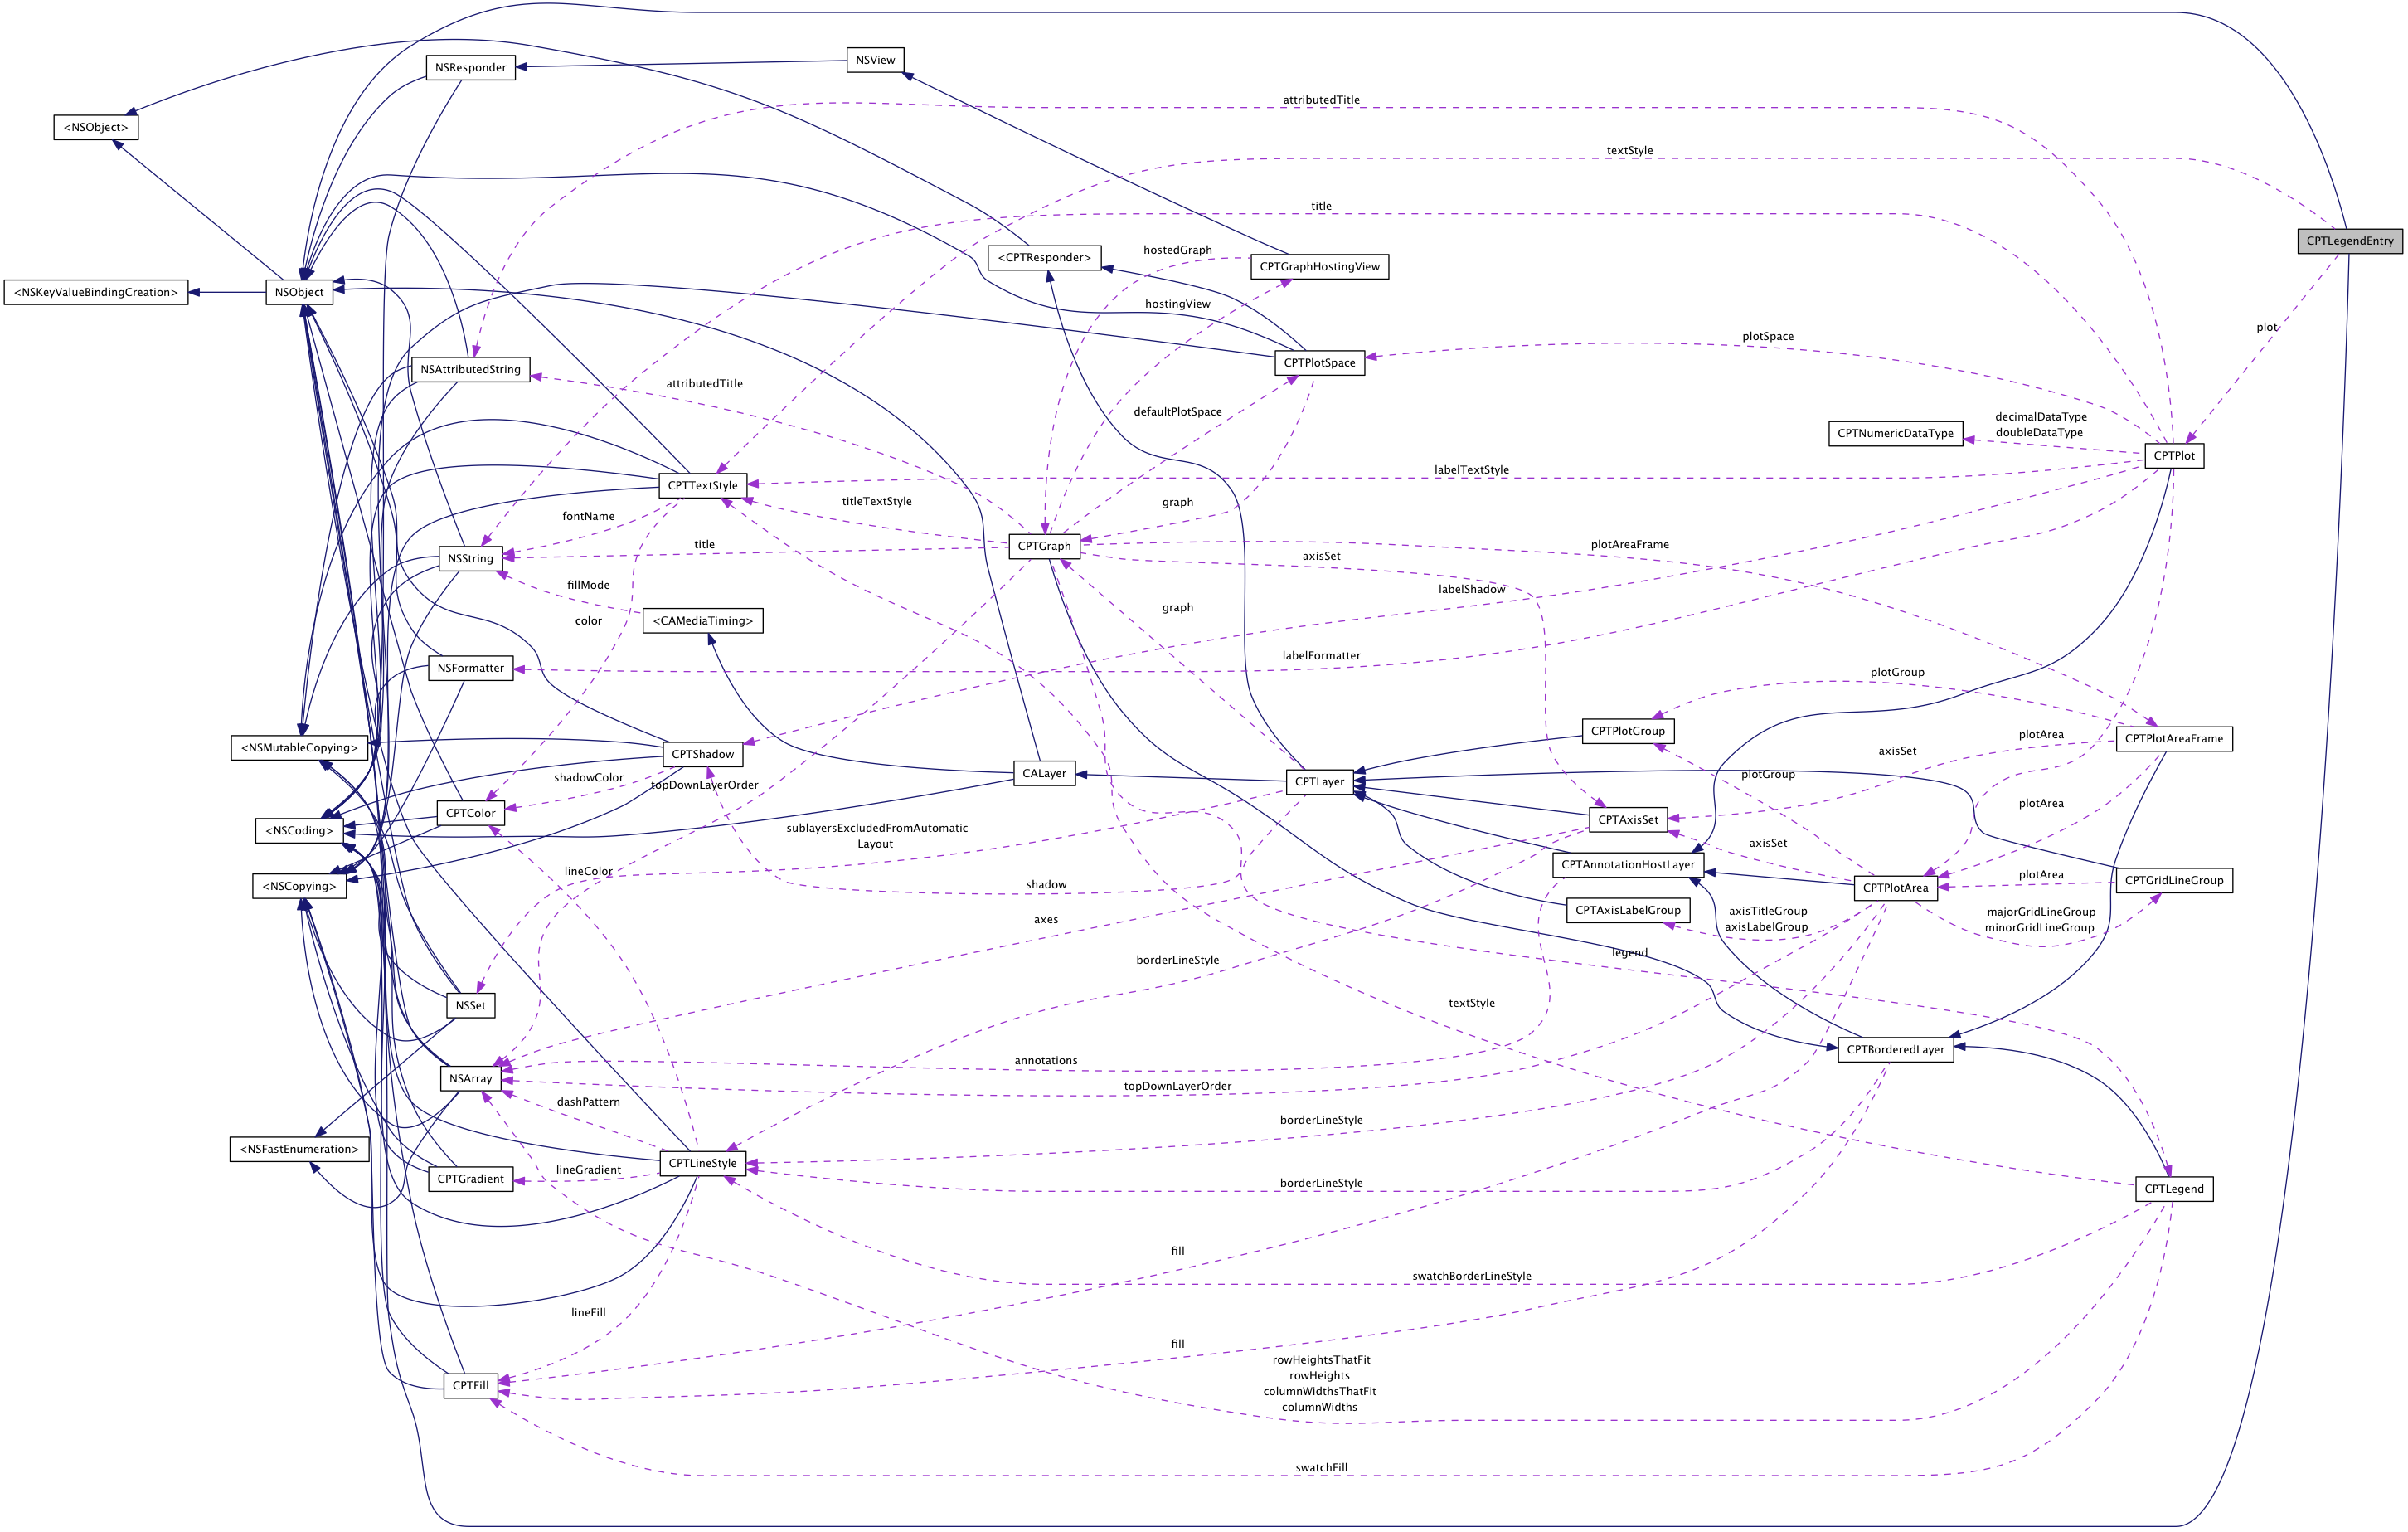 NSView
NSResponder
attributedTitle
<NSObject>
textStyle
title
CPTLegendEntry
hostedGraph
<CPTResponder>
CPTGraphHostingView
<NSKeyValueBindingCreation>
NSObject
hostingView
plot
plotSpace
CPTPlotSpace
NSAttributedString
attributedTitle
defaultPlotSpace
decimalDataType
doubleDataType
CPTNumericDataType
CPTPlot
labelTextStyle
CPTTextStyle
titleTextStyle
graph
fontName
title
CPTGraph
plotAreaFrame
axisSet
NSString
fillMode
labelShadow
graph
color
<CAMediaTiming>
labelFormatter
NSFormatter
plotGroup
CPTPlotGroup
plotArea
CPTPlotAreaFrame
<NSMutableCopying>
CPTShadow
axisSet
shadowColor
topDownLayerOrder
CALayer
CPTLayer
plotGroup
plotArea
CPTColor
CPTAxisSet
<NSCoding>
sublayersExcludedFromAutomatic
Layout
axisSet
lineColor
CPTAnnotationHostLayer
<NSCopying>
shadow
plotArea
CPTPlotArea
CPTGridLineGroup
axes
CPTAxisLabelGroup
axisTitleGroup
axisLabelGroup
majorGridLineGroup
minorGridLineGroup
borderLineStyle
legend
NSSet
textStyle
CPTBorderedLayer
annotations
NSArray
topDownLayerOrder
dashPattern
borderLineStyle
<NSFastEnumeration>
CPTLineStyle
lineGradient
CPTGradient
borderLineStyle
CPTLegend
fill
swatchBorderLineStyle
lineFill
fill
rowHeightsThatFit
rowHeights
columnWidthsThatFit
columnWidths
CPTFill
swatchFill